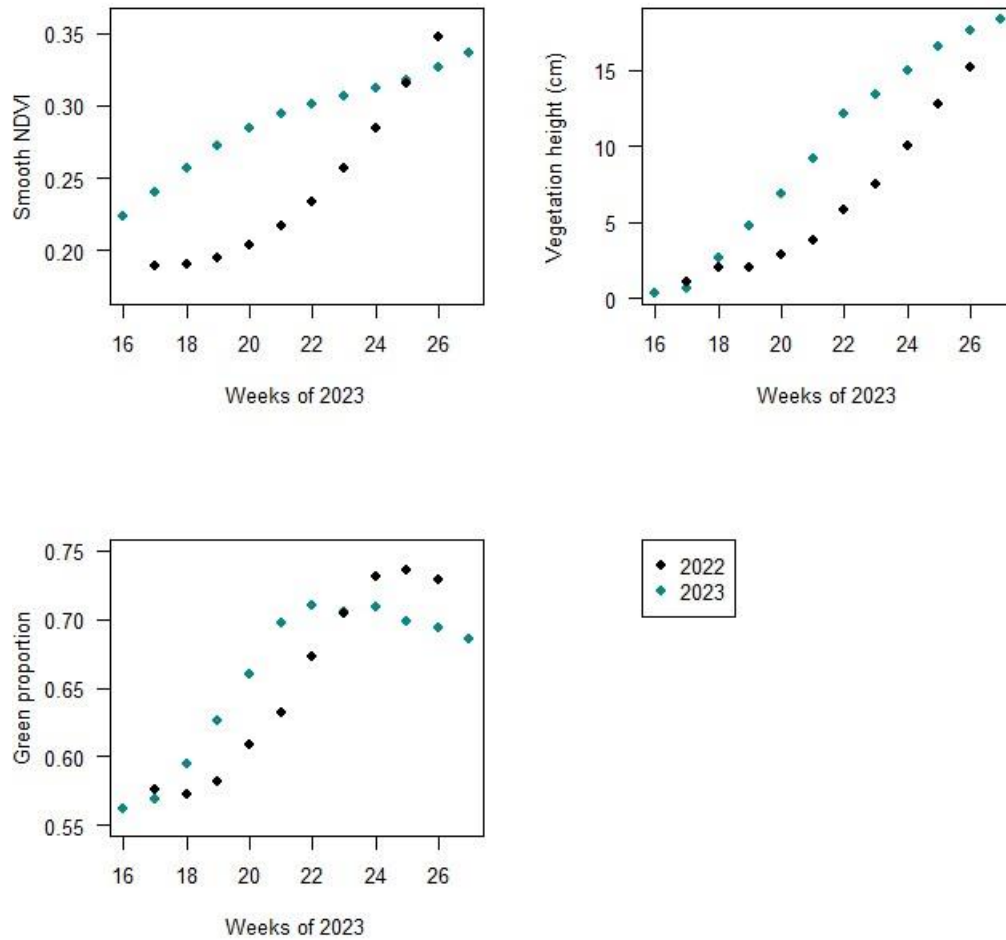 Smooth NDVI
0.35
0.30
0.25
0.20
16 18 20 22 24 26
Weeks of 2023
Vegetation height (cm)
15
10
5
0
16 18 20 22 24 26
Weeks of 2023
Green proportion
0.75
0.70
0.65
0.60
0.55
16 18 20 22 24 26
Weeks of 2023
2022
2023